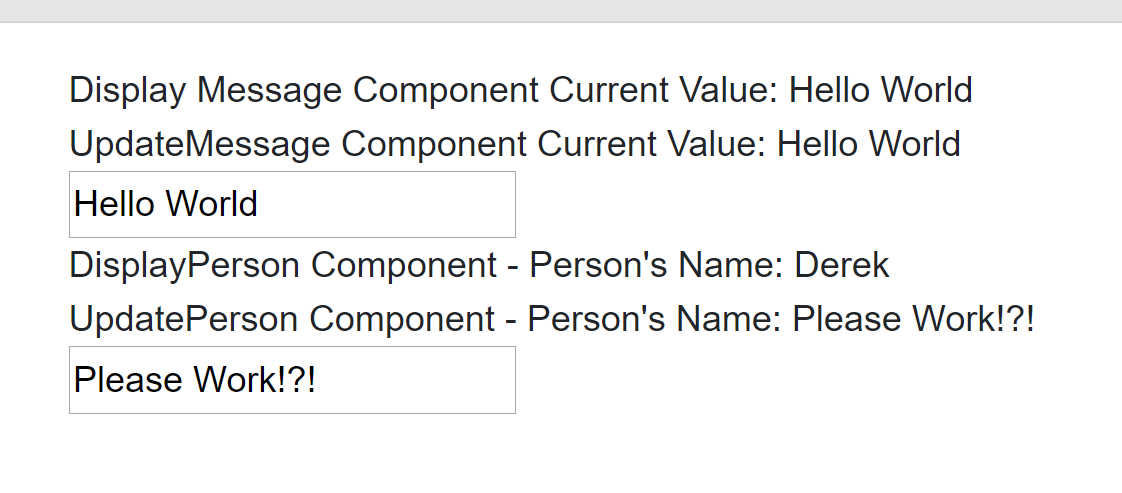 Display Message Component Current Value: Hello World
UpdateMessage Component Current Value: Hello World
Hello World
DisplayPerson Component - Person's Name: Derek
UpdatePerson Component - Person's Name: Please Work!?!
Please Work!?!